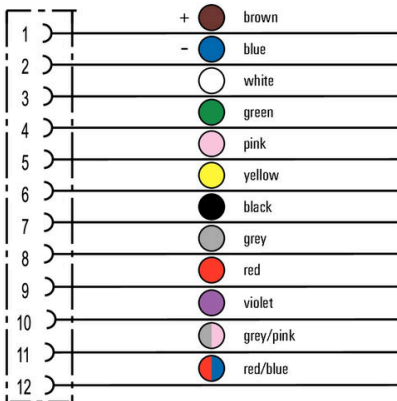 + brown
1
- blue
2
white
3
green
4
pink
5
yellow
6
black
7
grey
8
red
9
violet
10
grey/pink
11
red/blue
12